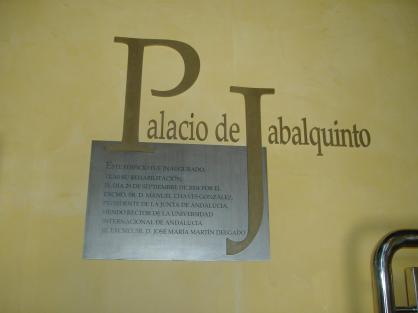 Palacio de Jabalquinto
ESTE EDIFICIO FUE INAUGURADO,
TRAS SU REHABILITACIÓN,
EL DÍA 29 DE SEPTIEMBRE DE 2004 POR EL
EXCMO. SR. D. MANUEL CHAVES GONZÁLEZ,
PRESIDENTE DE LA JUNTA DE ANDALUCÍA,
SIENDO RECTOR DE LA UNIVERSIDAD
INTERNACIONAL DE ANDALUCÍA
EL EXCMO. SR. D. JOSÉ MARÍA MARTÍN DELGADO